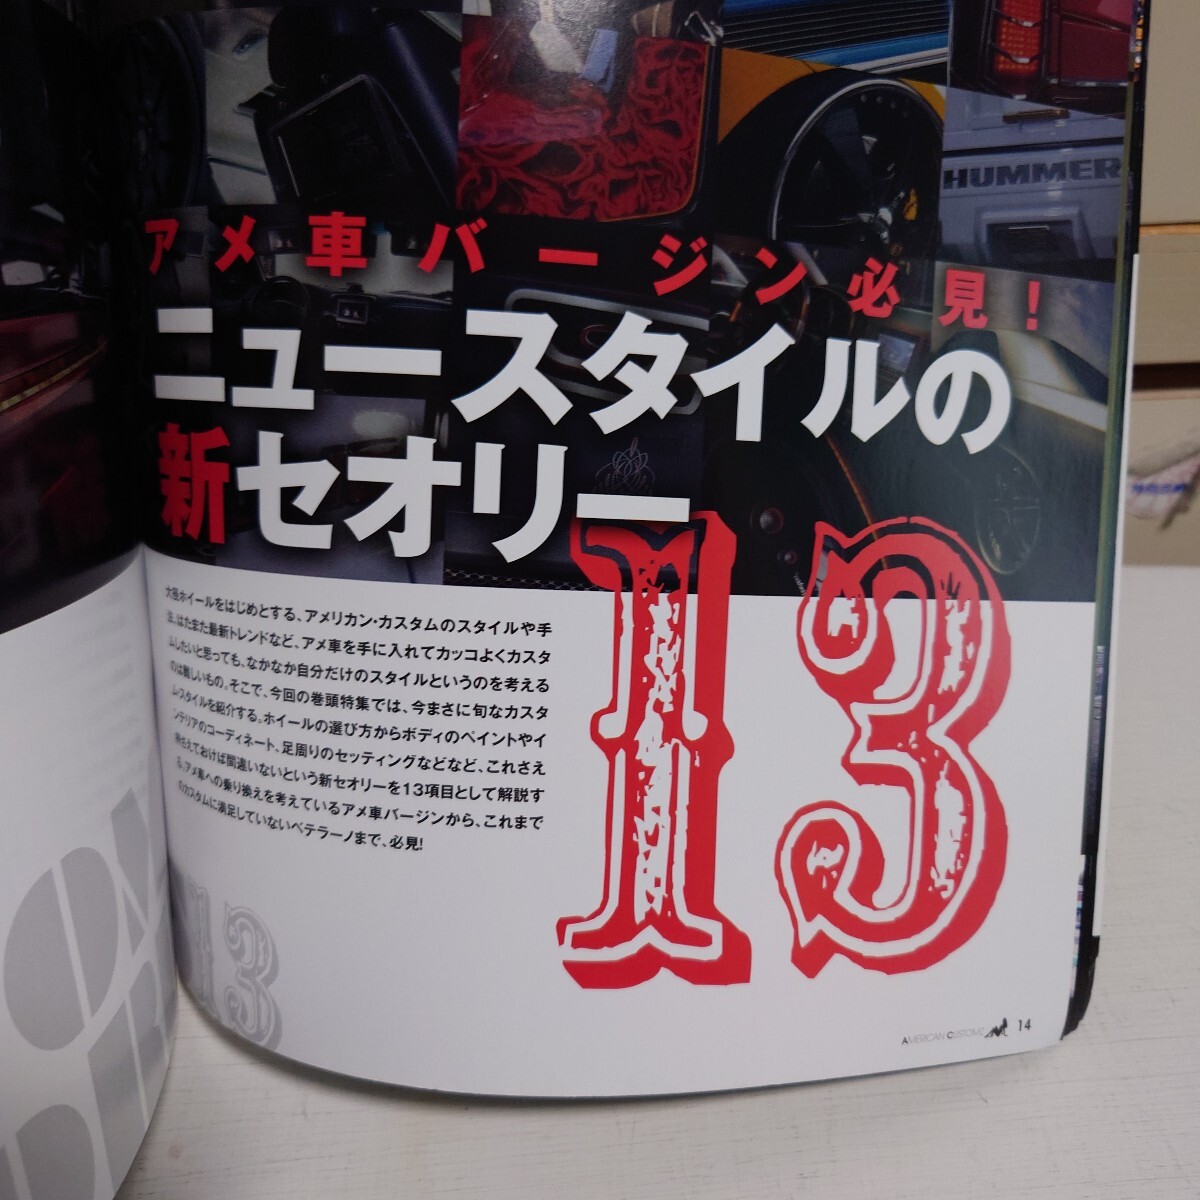 HUMMER
アメ車バージン必見!
ニュースタイルの
新セオリー
13
大径ホイールをはじめとする、アメリカン・カスタムのスタイルや手
法、はたまた最新トレンドなど、アメ車を手に入れてカッコよくカスタ
ムしたいと思っても、なかなか自分だけのスタイルというのを考える
のは難しいもの。そこで、今回の巻頭特集では、今まさに旬なカスタ
ム・スタイルを紹介する。ホイールの選び方からボディのペイントやイ
ンテリアのコーディネート、足周りのセッティングなどなど、これさえ
押さえておけば間違いないという新セオリーを13項目として解説す
る。アメ車への乗り換えを考えているアメ車バージンから、これまで
のカスタムに満足していないベテラーノまで、必見!
13
AMERICAN CUSTOMZ
14